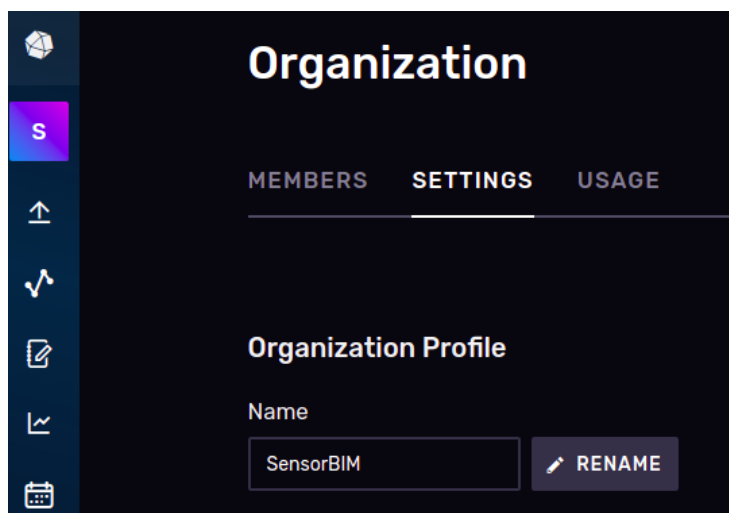 Organization
S
MEMBERS SETTINGS USAGE
Organization Profile
Name
SensorBIM RENAME